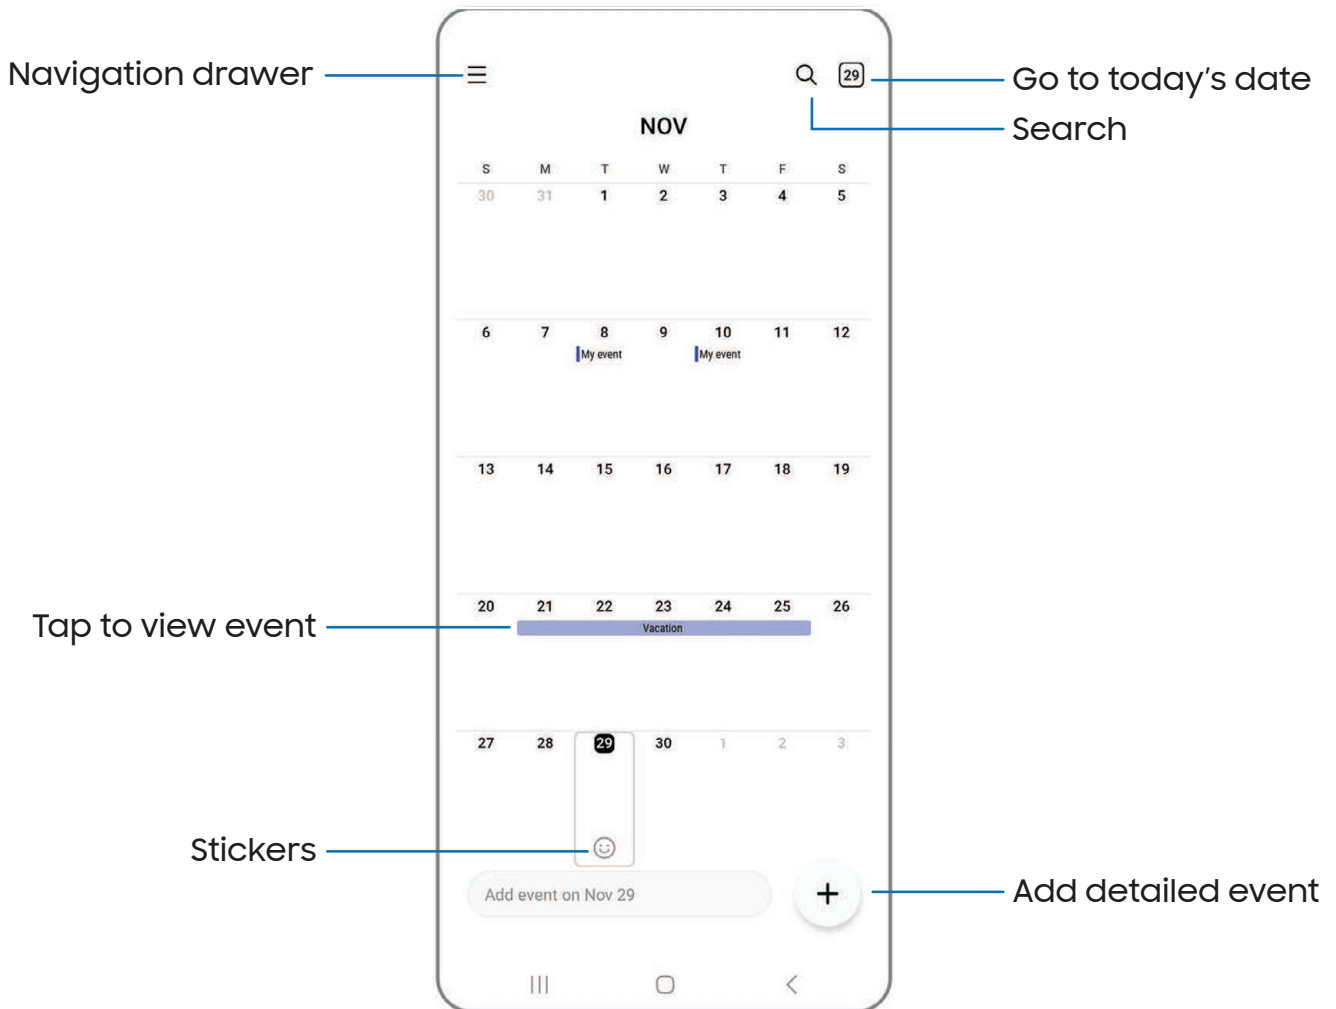 Navigation drawer
29
Go to today's date
Search
NOV
S M T W T F S
30 31 1 2 3 4 5
6 7 8 9 10 11 12
My event My event
13 14 15 16 17 18 19
20 21 22 23 24 25 26
Tap to view event
Vacation
27 28 29 30 1 2 3
Stickers
Add event on Nov 29
Add detailed event